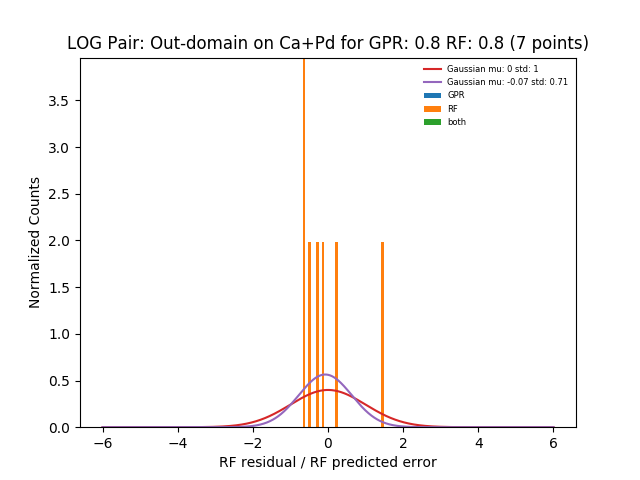 LOG Pair: Out-domain on Ca+Pd for GPR: 0.8 RF: 0.8 (7 points)
Gaussian mu: 0 std: 1
Gaussian mu: -0.07 std: 0.71
GPR
RF
both
Normalized Counts
3.5
3.0
2.5
2.0
1.5
1.0
0.5
0.0
−6 −4 −2 0 2 4 6
RF residual / RF predicted error